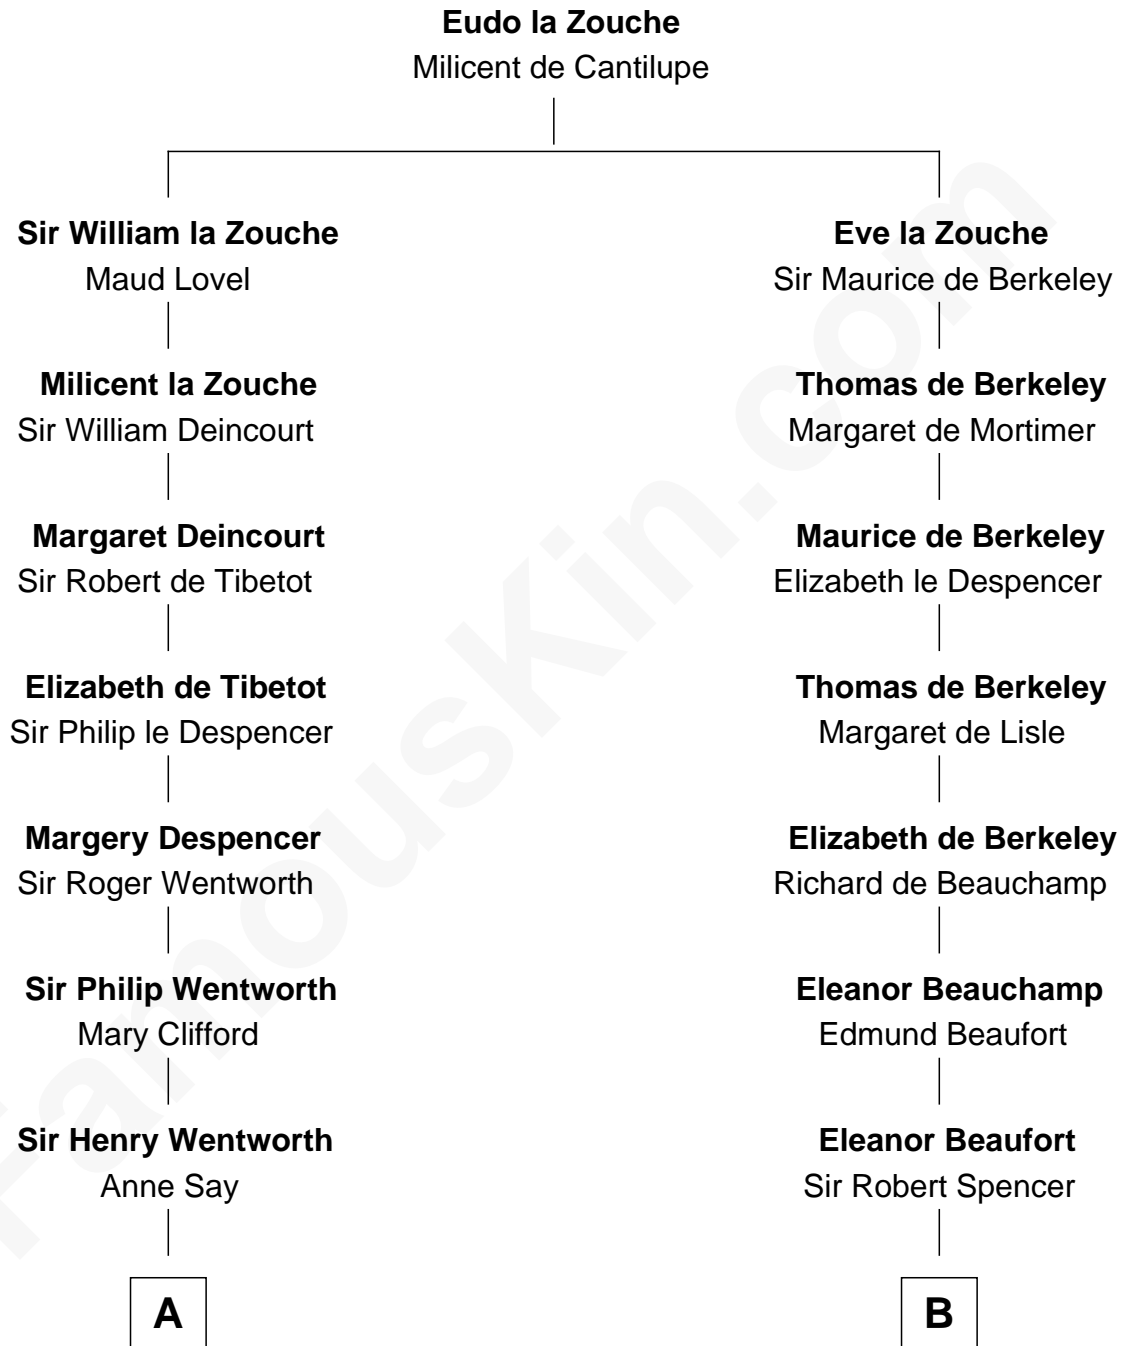 Eudo la Zouche
Milicent de Cantilupe
Sir William la Zouche
Maud Lovel
Eve la Zouche
Sir Maurice de Berkeley
Milicent la Zouche
Sir William Deincourt
Thomas de Berkeley
Margaret de Mortimer
Margaret Deincourt
Sir Robert de Tibetot
Maurice de Berkeley
Elizabeth le Despencer
Elizabeth de Tibetot
Sir Philip le Despencer
Thomas de Berkeley
Margaret de Lisle
Margery Despencer
Sir Roger Wentworth
Elizabeth de Berkeley
Richard de Beauchamp
Sir Philip Wentworth
Mary Clifford
Eleanor Beauchamp
Edmund Beaufort
Sir Henry Wentworth
Anne Say
Eleanor Beaufort
Sir Robert Spencer
A
B
FamousKin.com